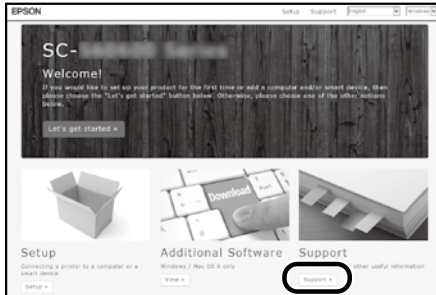 EPSON
Setup Support English Windows
SC-
Welcome!
If you would like to set up your product for the first time or add a computer and/or smart device, then
please choose the "Let's get started" button below. Otherwise, please choose one of the other options
below.
Let's get started »
Download
Setup
Connecting a printer to a computer or a
smart device
Setup »
Additional Software
Windows / Mac OS X only
View »
Support
other useful information
Support »